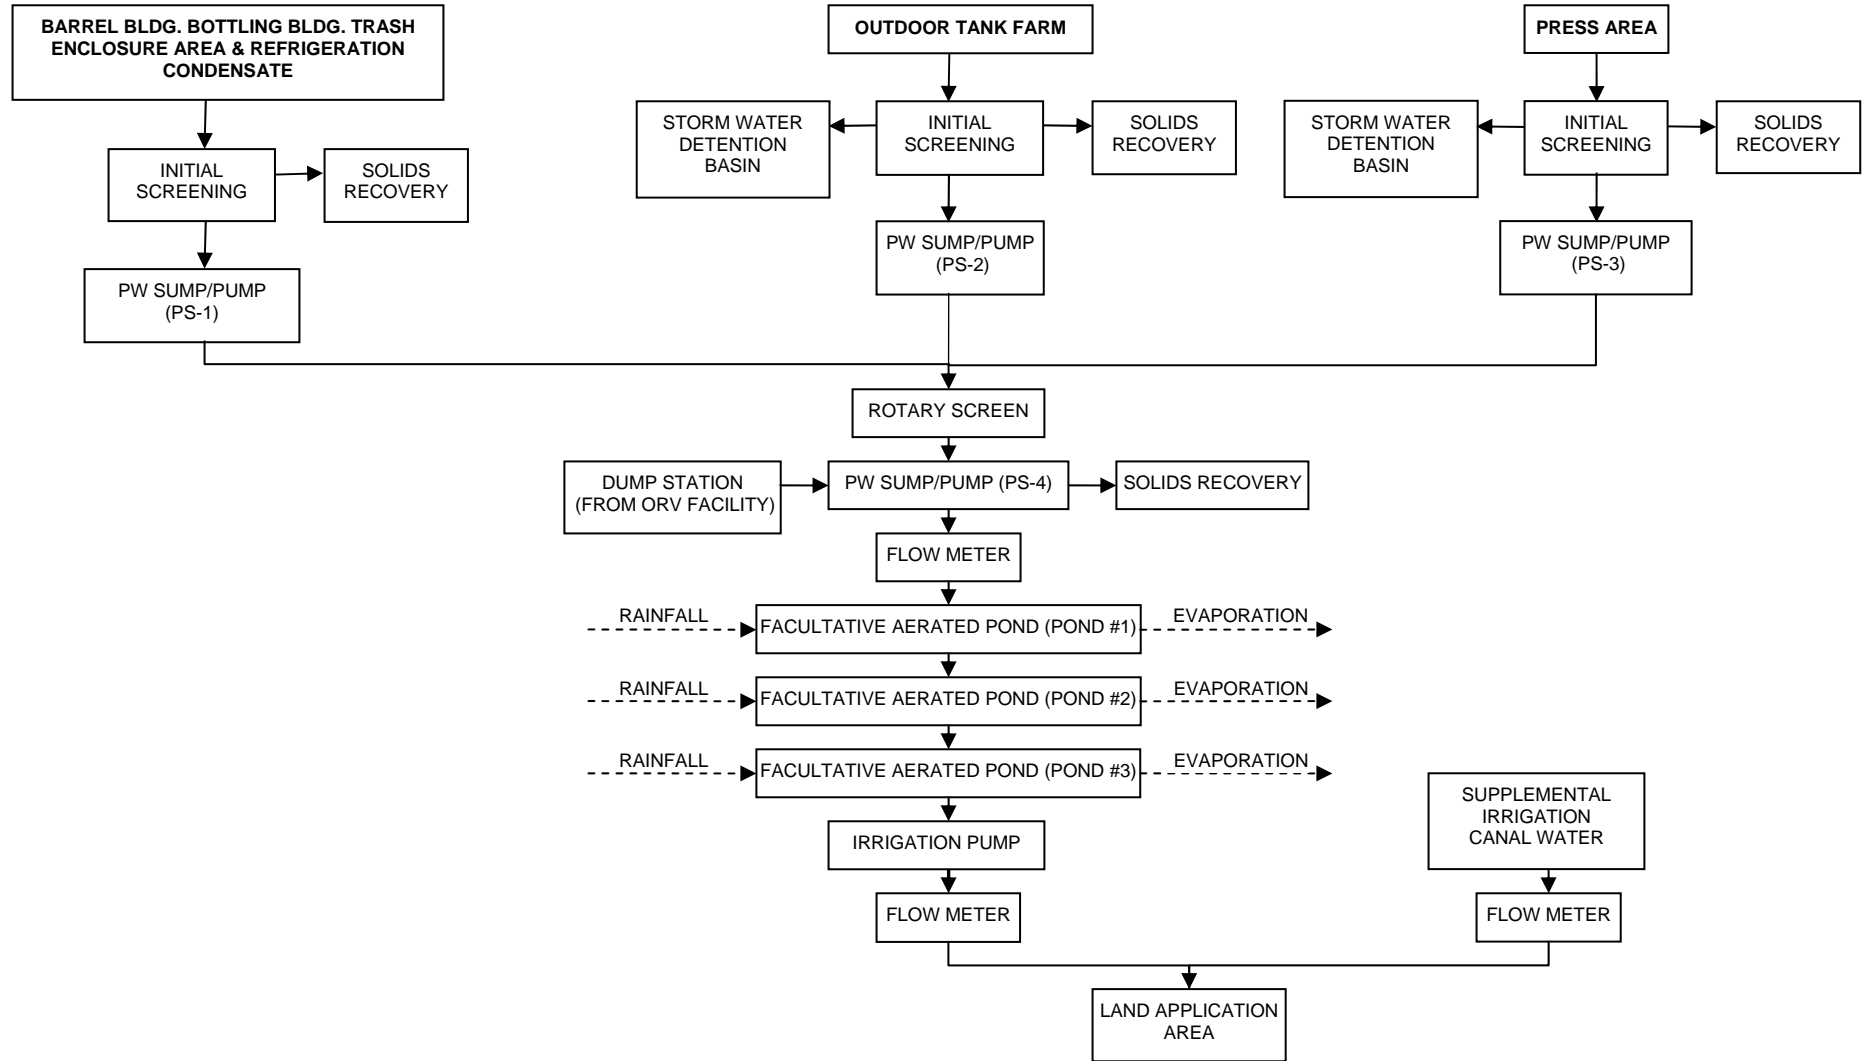 BARREL BLDG. BOTTLING BLDG. TRASH
ENCLOSURE AREA & REFRIGERATION
CONDENSATE
OUTDOOR TANK FARM
PRESS AREA
INITIAL
SCREENING
SOLIDS
RECOVERY
PW SUMP/PUMP
(PS-1)
STORM WATER
DETENTION
BASIN
INITIAL
SCREENING
SOLIDS
RECOVERY
PW SUMP/PUMP
(PS-2)
STORM WATER
DETENTION
BASIN
INITIAL
SCREENING
SOLIDS
RECOVERY
PW SUMP/PUMP
(PS-3)
ROTARY SCREEN
DUMP STATION
(FROM ORV FACILITY)
PW SUMP/PUMP (PS-4)
SOLIDS RECOVERY
FLOW METER
RAINFALL
FACULTATIVE AERATED POND (POND #1)
EVAPORATION
RAINFALL
FACULTATIVE AERATED POND (POND #2)
EVAPORATION
RAINFALL
FACULTATIVE AERATED POND (POND #3)
EVAPORATION
IRRIGATION PUMP
FLOW METER
SUPPLEMENTAL
IRRIGATION
CANAL WATER
FLOW METER
LAND APPLICATION
AREA